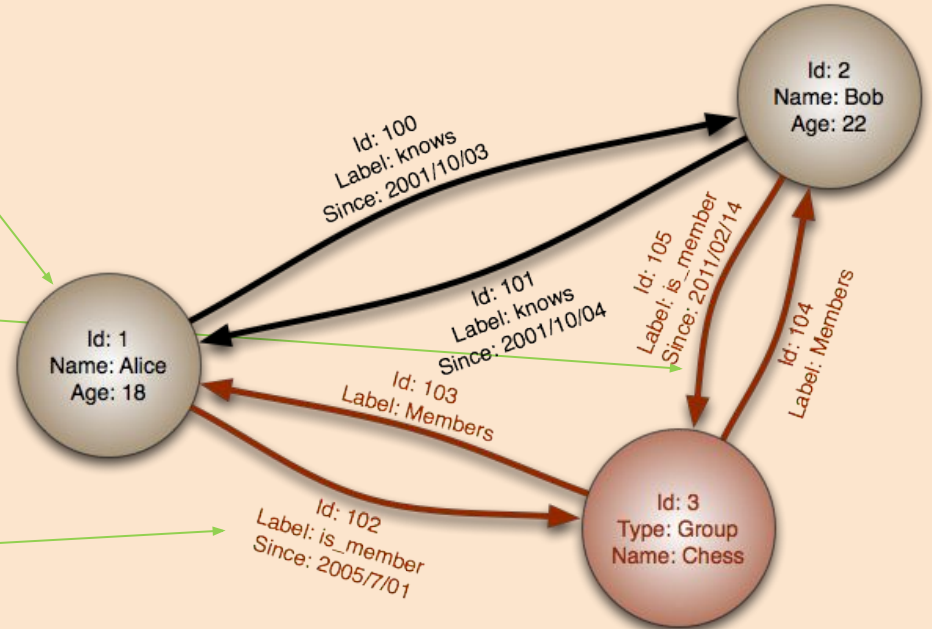 Id: 2
Name: Bob
Age: 22
Id: 100
Label: knows
Since: 2001/10/03
Id: 101
Label: knows
Since: 2001/10/04
Id: 105
Label: is_member
Since: 2011/02/14
Id: 104
Label: Members
Id: 1
Name: Alice
Age: 18
Id: 103
Label: Members
Id: 102
Label: is_member
Since: 2005/7/01
Id: 3
Type: Group
Name: Chess